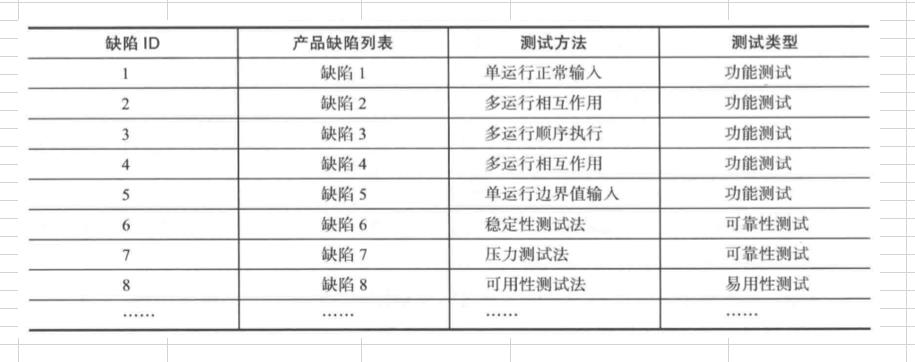 缺陷 ID 产品缺陷列表 测试方法 测试类型
1 缺陷 1 单运行正常输入 功能测试
2 缺陷 2 多运行相互作用 功能测试
3 缺陷 3 多运行顺序执行 功能测试
4 缺陷 4 多运行相互作用 功能测试
5 缺陷 5 单运行边界值输入 功能测试
6 缺陷 6 稳定性测试法 可靠性测试
7 缺陷 7 压力测试法 可靠性测试
8 缺陷 8 可用性测试法 易用性测试
…… …… …… ……